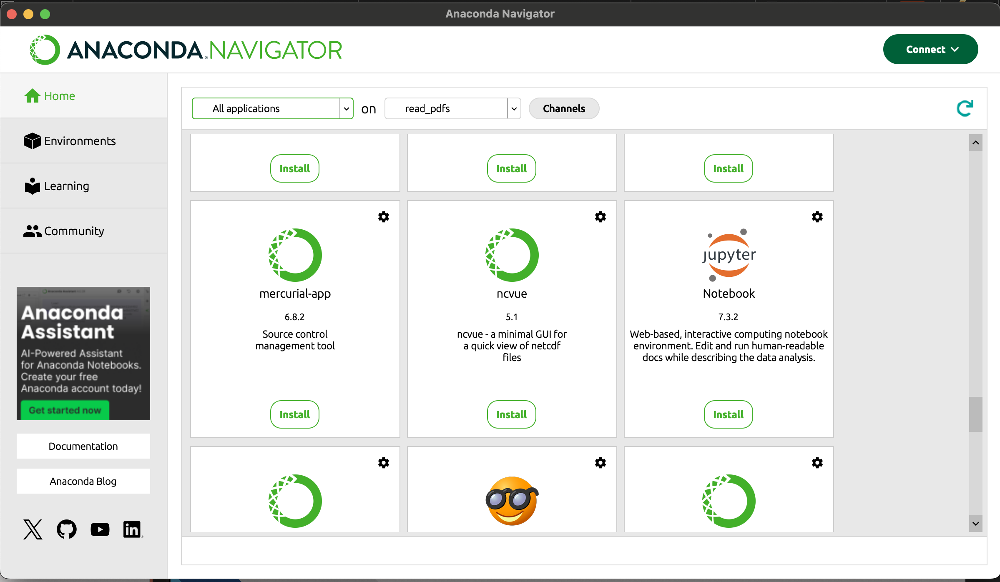 Anaconda Navigator
ANACONDA.NAVIGATOR
Connect
Home
Environments
Learning
Community
Anaconda
Assistant
AI-Powered Assistant
for Anaconda Notebooks.
Create your free
Anaconda account today!
Get started now
Documentation
Anaconda Blog
All applications
on
read_pdfs
Channels
Install
Install
Install
mercurial-app
6.8.2
Source control
management tool
Install
ncvue
5.1
ncvue - a minimal GUI for
a quick view of netcdf
files
Install
jupyter
Notebook
7.3.2
Web-based, interactive computing notebook
environment. Edit and run human-readable
docs while describing the data analysis.
Install